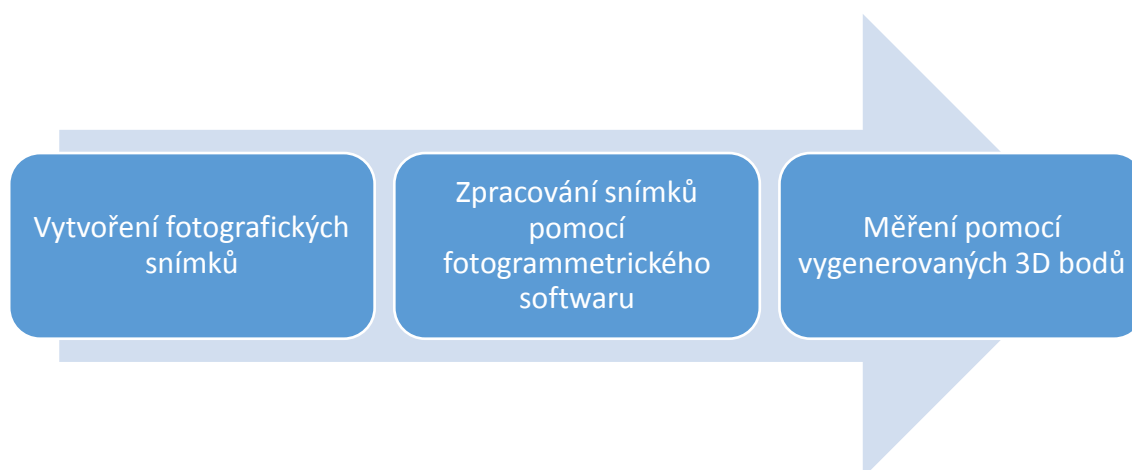 Vytvoření fotografických
snímků
Zpracování snímků
pomocí
fotogrammetrického
softwaru
Měření pomocí
vygenerovaných 3D bodů